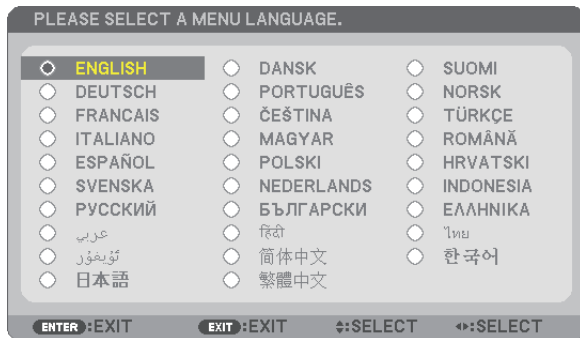 PLEASE SELECT A MENU LANGUAGE.
ENGLISH DANSK SUOMI
DEUTSCH PORTUGUÊS NORSK
FRANCAIS ČEŠTINA TÜRKÇE
ITALIANO MAGYAR ROMÂNĂ
ESPAÑOL POLSKI HRVATSKI
SVENSKA NEDERLANDS INDONESIA
РУССКИЙ БЪЛГАРСКИ ΕΛΛΗΝΙΚΑ
عربي हिंदी ไทย
ئۇيغۇر 简体中文 한국어
日本語 繁體中文
ENTER:EXIT EXIT:EXIT :SELECT :SELECT